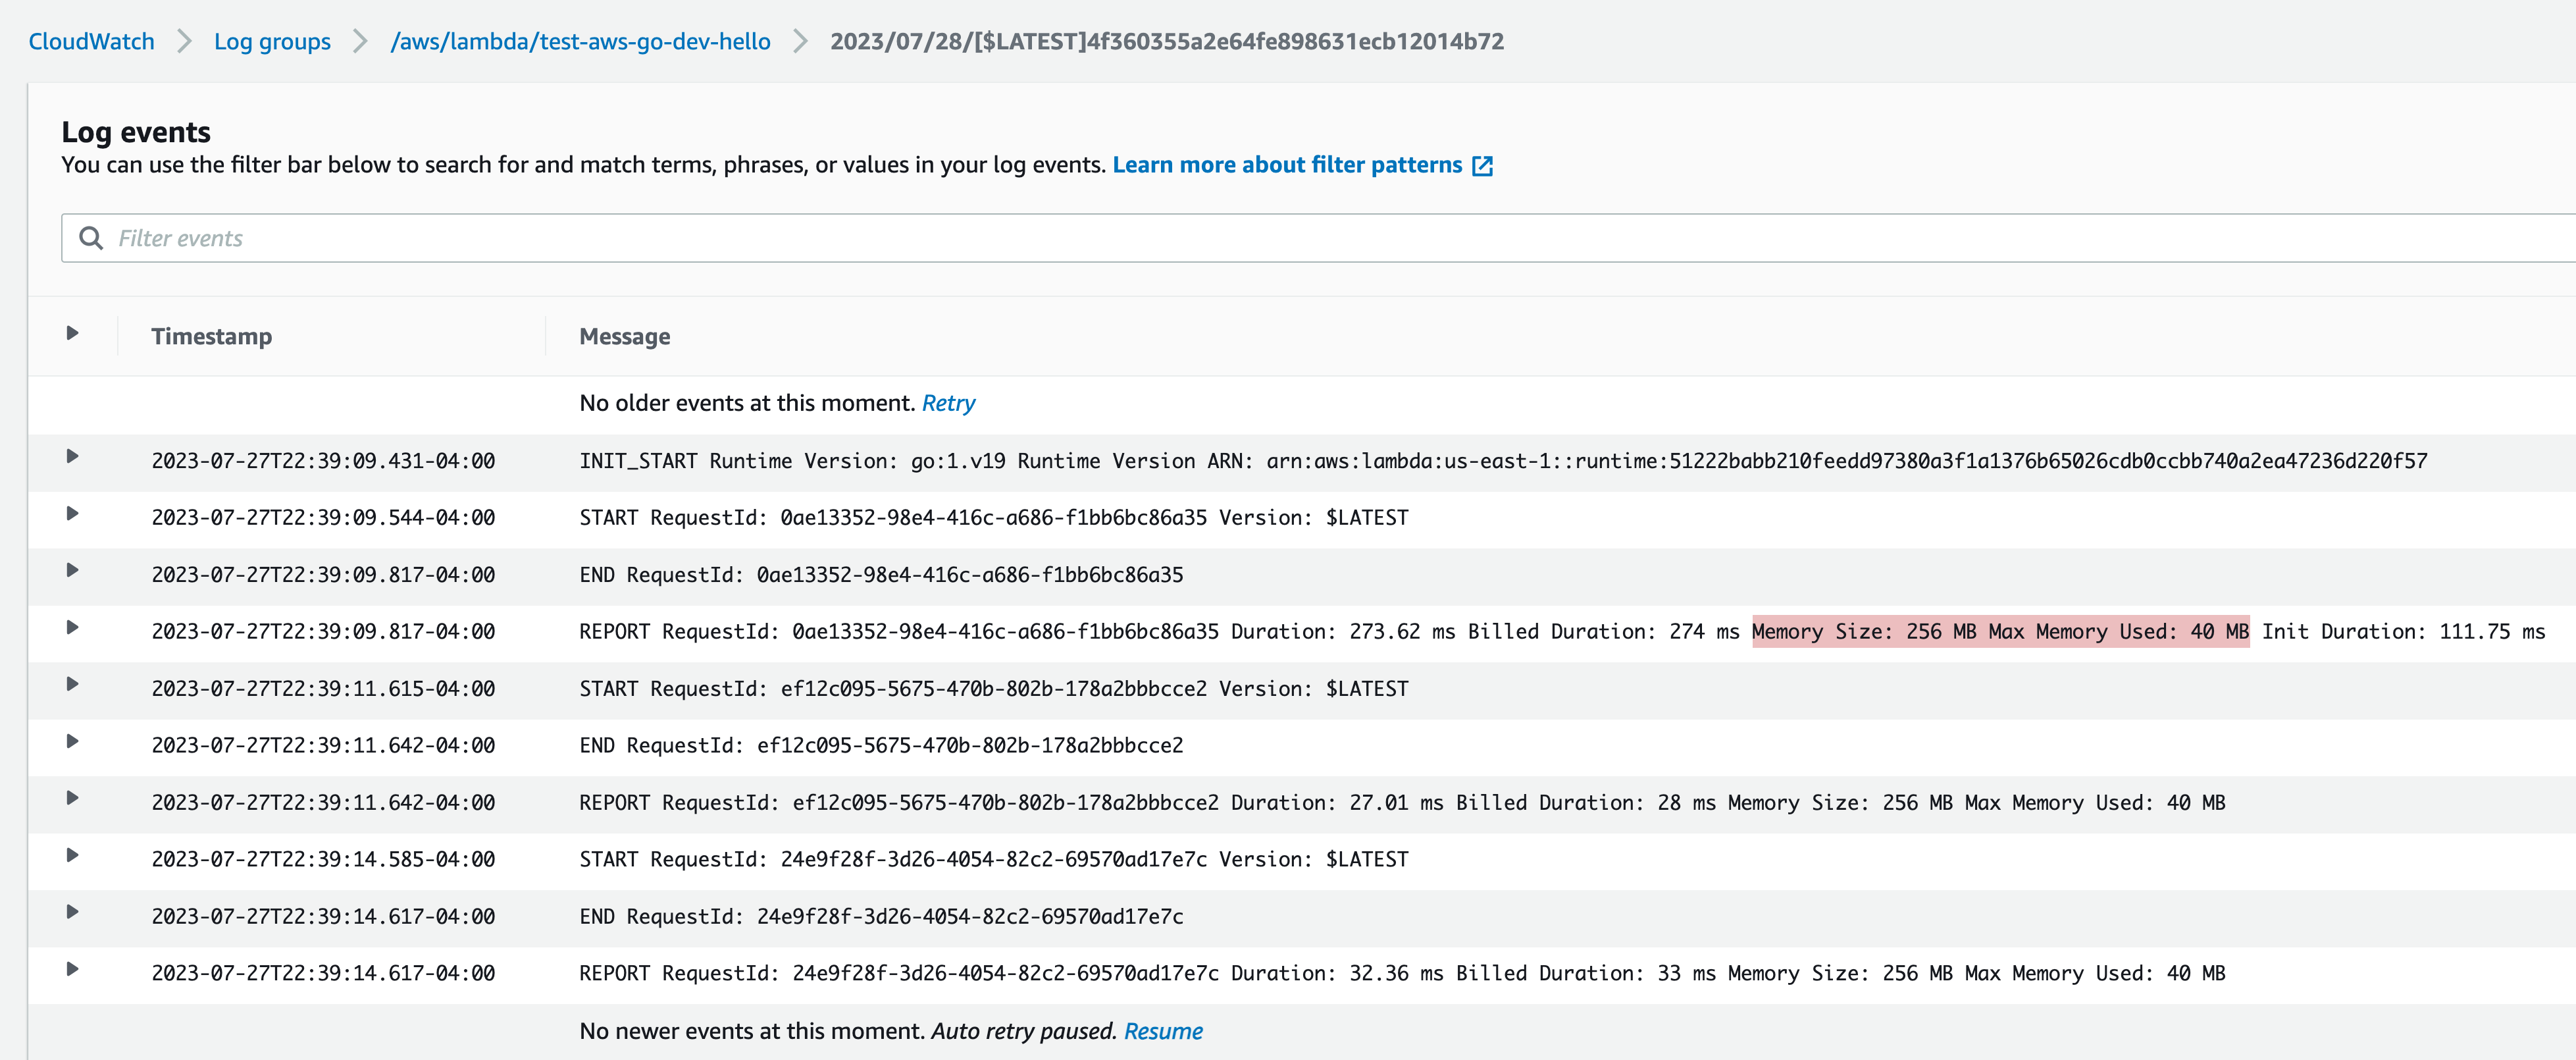 CloudWatch > Log groups > /aws/lambda/test-aws-go-dev-hello > 2023/07/28/[$LATEST]4f360355a2e64fe898631ecb12014b72
Log events
You can use the filter bar below to search for and match terms, phrases, or values in your log events. Learn more about filter patterns
Filter events
Timestamp Message
No older events at this moment. Retry
2023-07-27T22:39:09.431-04:00 INIT_START Runtime Version: go:1.v19 Runtime Version ARN: arn:aws:lambda:us-east-1::runtime:51222babb210feedd97380a3f1a1376b65026cdb0ccbb740a2ea47236d220f57
2023-07-27T22:39:09.544-04:00 START RequestId: 0ae13352-98e4-416c-a686-f1bb6bc86a35 Version: $LATEST
2023-07-27T22:39:09.817-04:00 END RequestId: 0ae13352-98e4-416c-a686-f1bb6bc86a35
2023-07-27T22:39:09.817-04:00 REPORT RequestId: 0ae13352-98e4-416c-a686-f1bb6bc86a35 Duration: 273.62 ms Billed Duration: 274 ms Memory Size: 256 MB Max Memory Used: 40 MB Init Duration: 111.75 ms
2023-07-27T22:39:11.615-04:00 START RequestId: ef12c095-5675-470b-802b-178a2bbbcce2 Version: $LATEST
2023-07-27T22:39:11.642-04:00 END RequestId: ef12c095-5675-470b-802b-178a2bbbcce2
2023-07-27T22:39:11.642-04:00 REPORT RequestId: ef12c095-5675-470b-802b-178a2bbbcce2 Duration: 27.01 ms Billed Duration: 28 ms Memory Size: 256 MB Max Memory Used: 40 MB
2023-07-27T22:39:14.585-04:00 START RequestId: 24e9f28f-3d26-4054-82c2-69570ad17e7c Version: $LATEST
2023-07-27T22:39:14.617-04:00 END RequestId: 24e9f28f-3d26-4054-82c2-69570ad17e7c
2023-07-27T22:39:14.617-04:00 REPORT RequestId: 24e9f28f-3d26-4054-82c2-69570ad17e7c Duration: 32.36 ms Billed Duration: 33 ms Memory Size: 256 MB Max Memory Used: 40 MB
No newer events at this moment. Auto retry paused. Resume